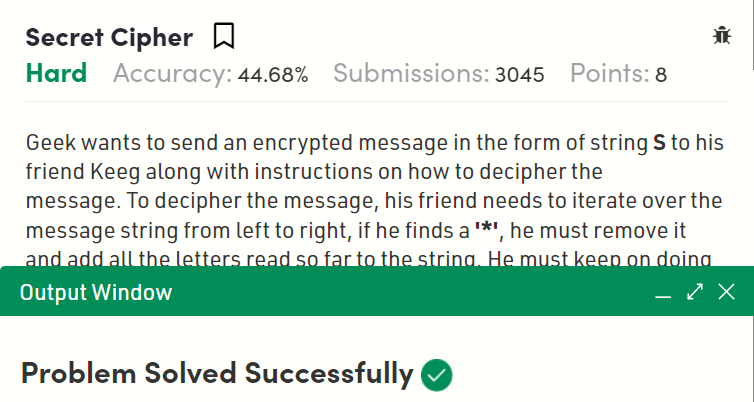 Secret Cipher
Hard Accuracy: 44.68% Submissions: 3045 Points: 8
Geek wants to send an encrypted message in the form of string S to his
friend Keeg along with instructions on how to decipher the
message. To decipher the message, his friend needs to iterate over the
message string from left to right, if he finds a '*', he must remove it
and add all the letters read so far to the string. He must keep on doing
Output Window
Problem Solved Successfully